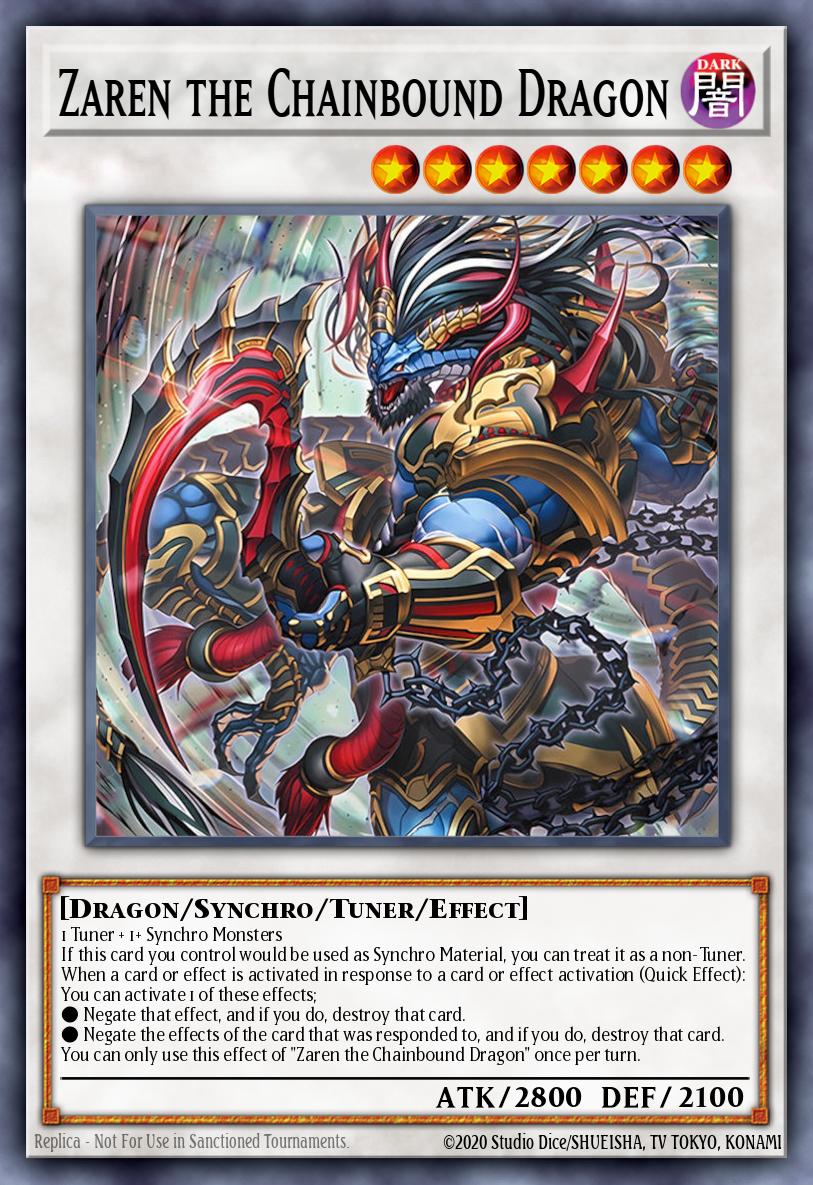 Zaren the Chainbound Dragon
DARK
闇
[Dragon/Synchro/Tuner/Effect]
1 Tuner + 1+ Synchro Monsters
If this card you control would be used as Synchro Material, you can treat it as a non-Tuner.
When a card or effect is activated in response to a card or effect activation (Quick Effect):
You can activate 1 of these effects;
● Negate that effect, and if you do, destroy that card.
● Negate the effects of the card that was responded to, and if you do, destroy that card.
You can only use this effect of "Zaren the Chainbound Dragon" once per turn.
ATK/2800 DEF/2100
Replica - Not For Use in Sanctioned Tournaments.
©2020 Studio Dice/SHUEISHA, TV TOKYO, KONAMI